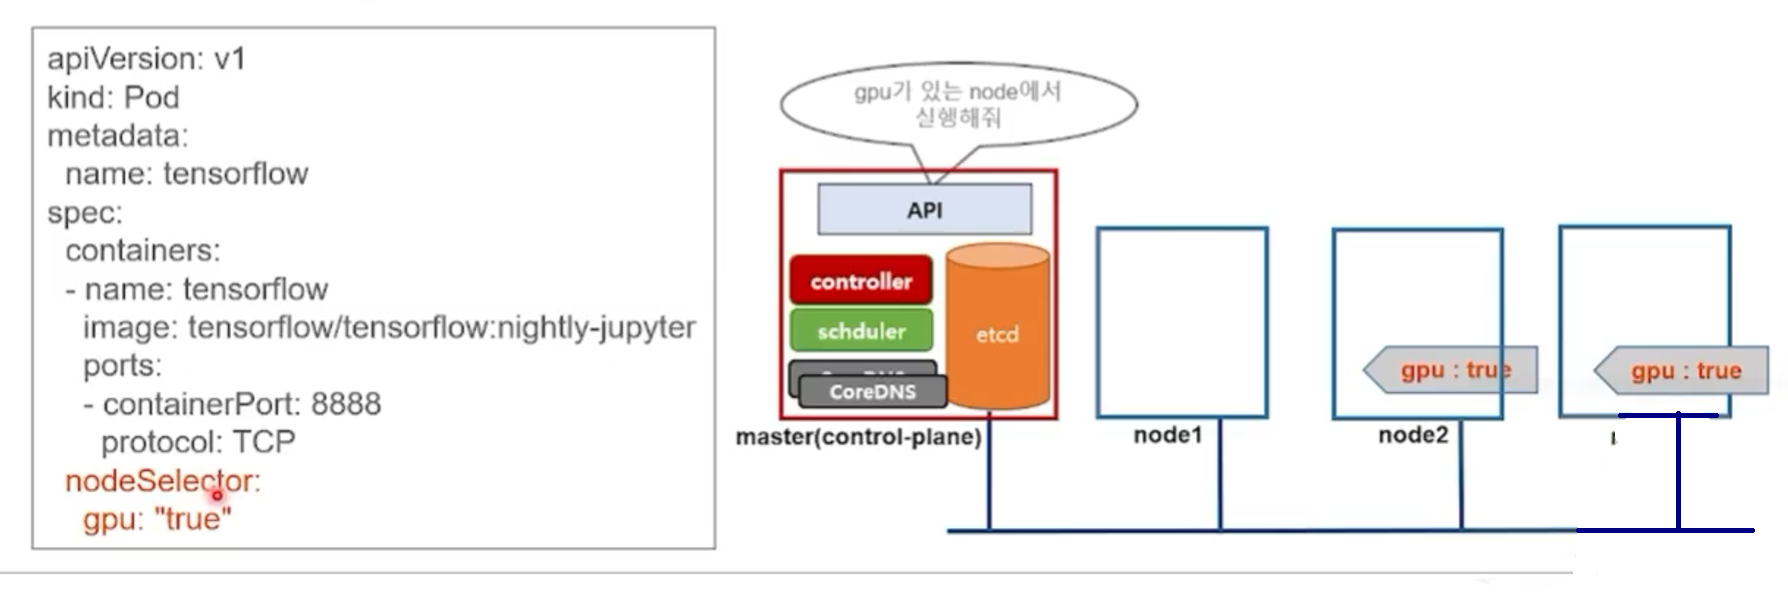 apiVersion: v1
kind: Pod
metadata:
  name: tensorflow
spec:
  containers:
  - name: tensorflow
    image: tensorflow/tensorflow:nightly-jupyter
    ports:
    - containerPort: 8888
      protocol: TCP
  nodeSelector:
    gpu: "true"
gpu가 있는 node에서
실행해줘
API
controller
schduler
etcd
CoreDNS
master(control-plane)
node1
gpu : true
node2
gpu : true